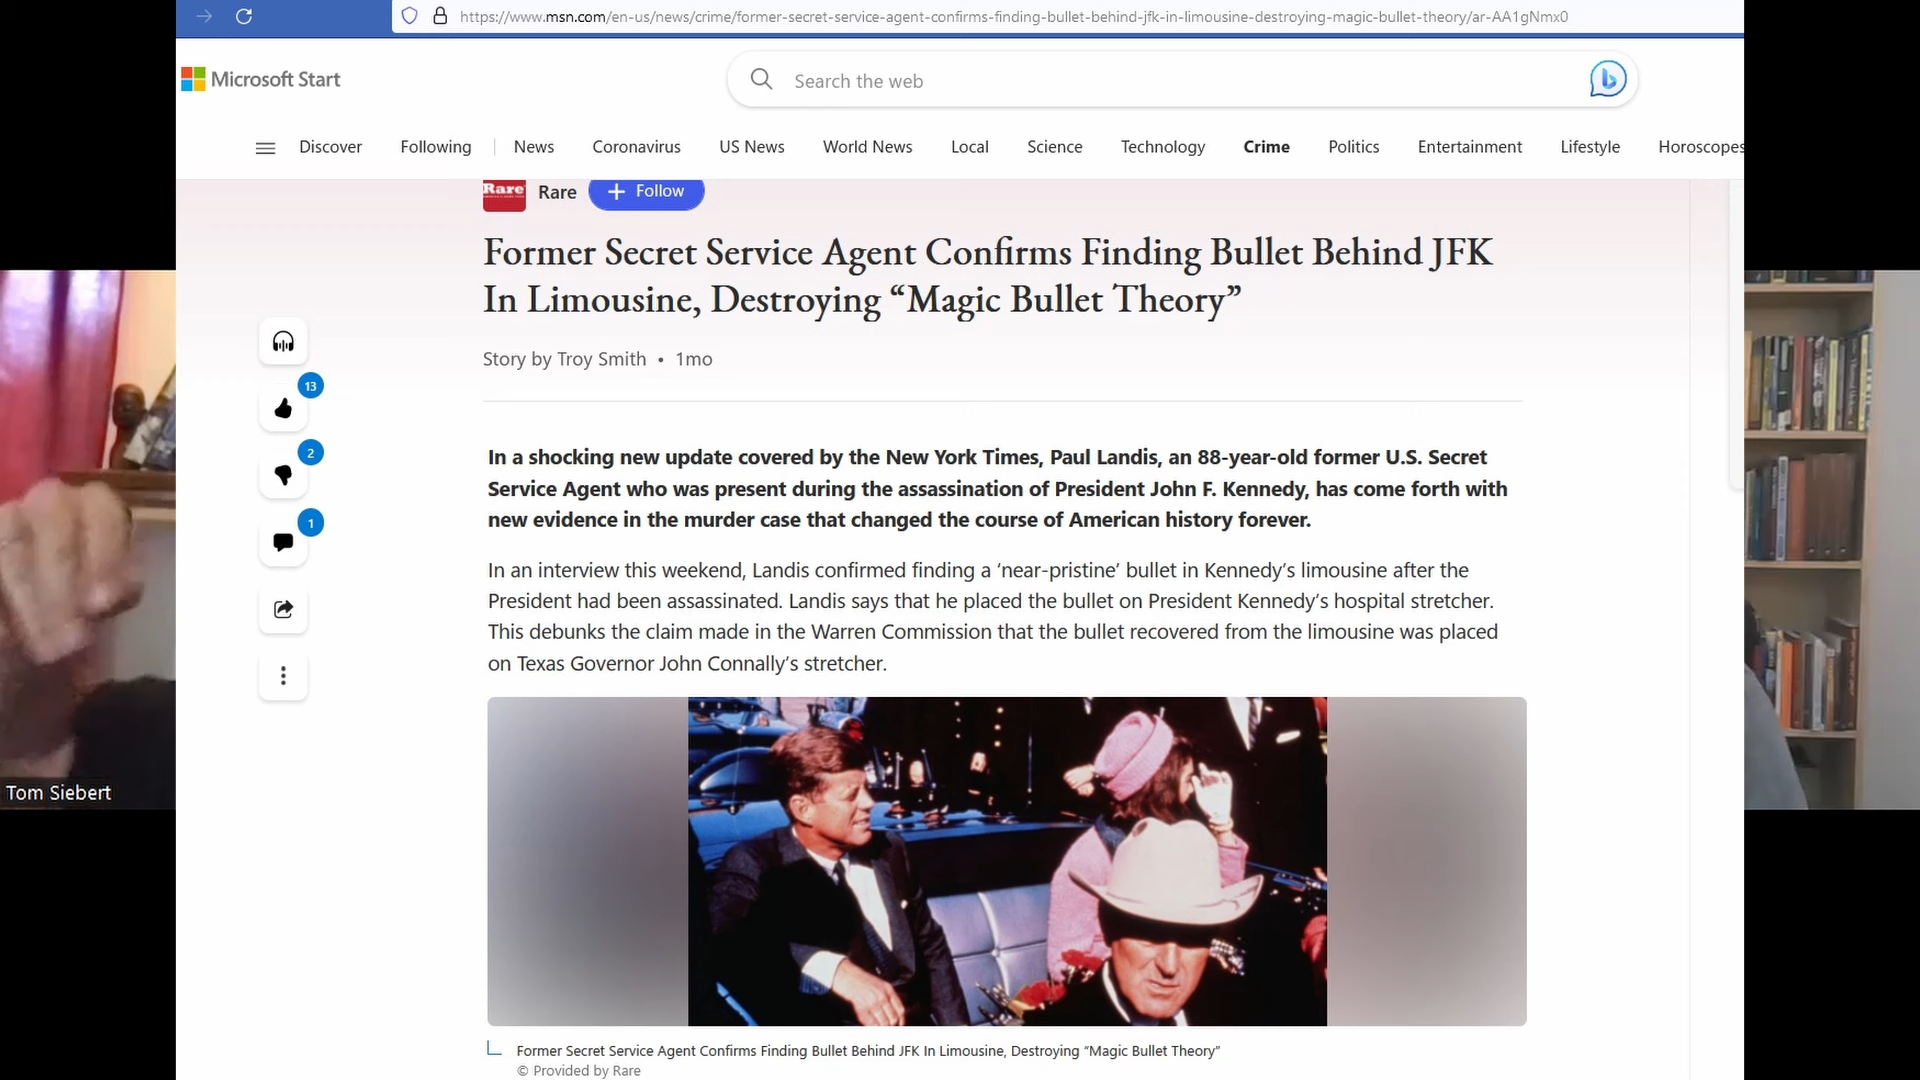 https://www.msn.com/en-us/news/crime/former-secret-service-agent-confirms-finding-bullet-behind-jfk-in-limousine-destroying-magic-bullet-theory/ar-AA1gNmx0
Microsoft Start
Search the web
Discover Following News Coronavirus US News World News Local Science Technology Crime Politics Entertainment Lifestyle Horoscopes
Rare Rare Follow
Former Secret Service Agent Confirms Finding Bullet Behind JFK
In Limousine, Destroying “Magic Bullet Theory”
Story by Troy Smith • 1mo
13
2
1
In a shocking new update covered by the New York Times, Paul Landis, an 88-year-old former U.S. Secret
Service Agent who was present during the assassination of President John F. Kennedy, has come forth with
new evidence in the murder case that changed the course of American history forever.
In an interview this weekend, Landis confirmed finding a ‘near-pristine’ bullet in Kennedy’s limousine after the
President had been assassinated. Landis says that he placed the bullet on President Kennedy’s hospital stretcher.
This debunks the claim made in the Warren Commission that the bullet recovered from the limousine was placed
on Texas Governor John Connally’s stretcher.
Tom Siebert
Former Secret Service Agent Confirms Finding Bullet Behind JFK In Limousine, Destroying “Magic Bullet Theory”
© Provided by Rare